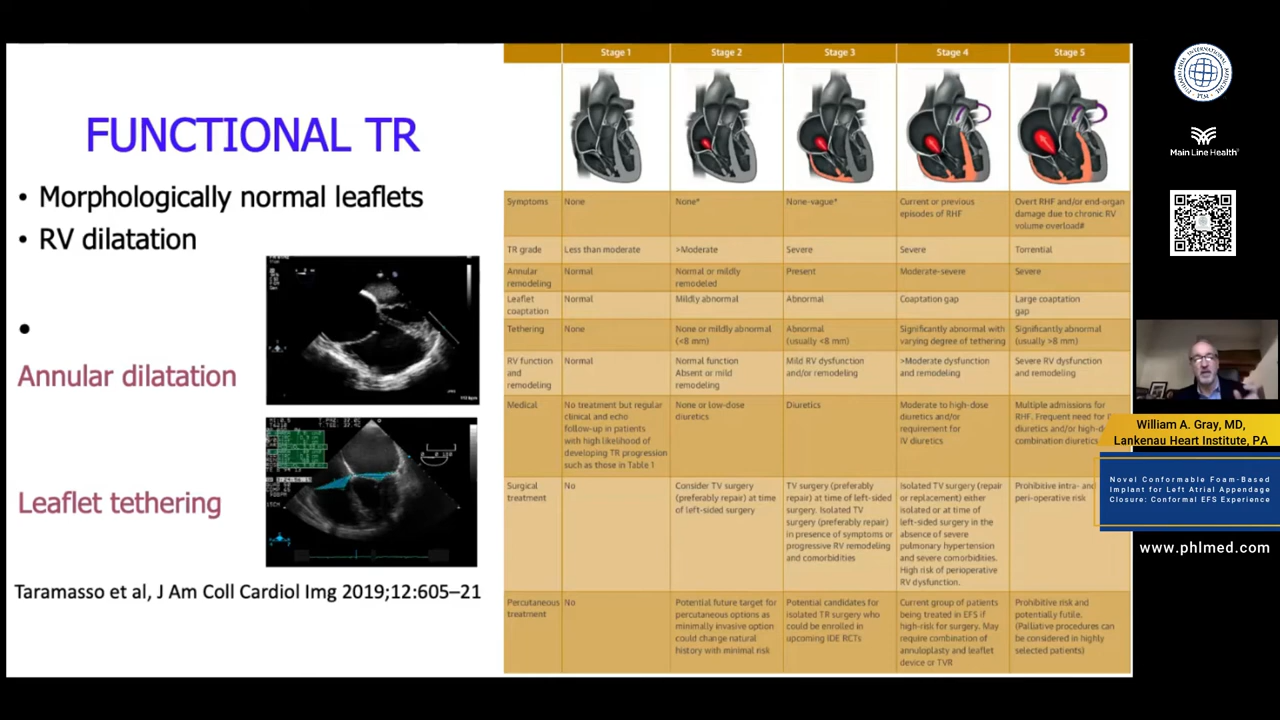 FUNCTIONAL TR
• Morphologically normal leaflets
• RV dilatation
•
Annular dilatation
Leaflet tethering
Taramasso et al, J Am Coll Cardiol Img 2019;12:605–21
Stage 1
Stage 2
Stage 3
Stage 4
Stage 5
Symptoms
None
None*
None-vague*
Current or previous
episodes of RHF
Overt RHF and/or end-organ
damage due to chronic RV
volume overload#
TR grade
Less than moderate
>Moderate
Severe
Severe
Torrential
Annular
remodeling
Normal
Normal or mildly
remodeled
Present
Moderate-severe
Severe
Leaflet
coaptation
Normal
Mildly abnormal
Abnormal
Coaptation gap
Large coaptation
gap
Tethering
None
None or mildly abnormal
(<8 mm)
Abnormal
(usually <8 mm)
Significantly abnormal with
varying degree of tethering
Significantly abnormal
(usually >8 mm)
RV function
and
remodeling
Normal
Normal function
Absent or mild
remodeling
Mild RV dysfunction
and/or remodeling
>Moderate dysfunction
and remodeling
Severe RV dysfunction
and remodeling
Medical
No treatment but regular
clinical and echo
follow-up in patients
with high likelihood of
developing TR progression
such as those in Table 1
None or low-dose
diuretics
Diuretics
Moderate to high-dose
diuretics and/or
requirement for
IV diuretics
Multiple admissions for
RHF. Frequent need for
diuretics and/or high-d
combination diuretics
Surgical
treatment
No
Consider TV surgery
(preferably repair) at time
of left-sided surgery
TV surgery (preferably
repair) at time of left-sided
surgery. Isolated TV
surgery (preferably repair)
in presence of symptoms or
progressive RV remodeling
and comorbidities
Isolated TV surgery (repair
or replacement) either
isolated or at time of
left-sided surgery in the
absence of severe
pulmonary hypertension
and severe comorbidities.
High risk of perioperative
RV dysfunction.
Prohibitive intra- and
peri-operative risk
Percutaneous
treatment
No
Potential future target for
percutaneous options as
minimally invasive option
could change natural
history with minimal risk
Potential candidates for
isolated TR surgery who
could be enrolled in
upcoming IDE RCTs
Current group of patients
being treated in EFS if
high-risk for surgery. May
require combination of
annuloplasty and leaflet
device or TVR
Prohibitive risk and
potentially futile.
(Palliative procedures can
be considered in highly
selected patients)
PHILADELPHIA INTERNATIONAL MEDICINE
Main Line Health®
William A. Gray, MD,
Lankenau Heart Institute, PA
Novel Conformable Foam-Based
Implant for Left Atrial Appendage
Closure: Conformal EFS Experience
www.phlmed.com